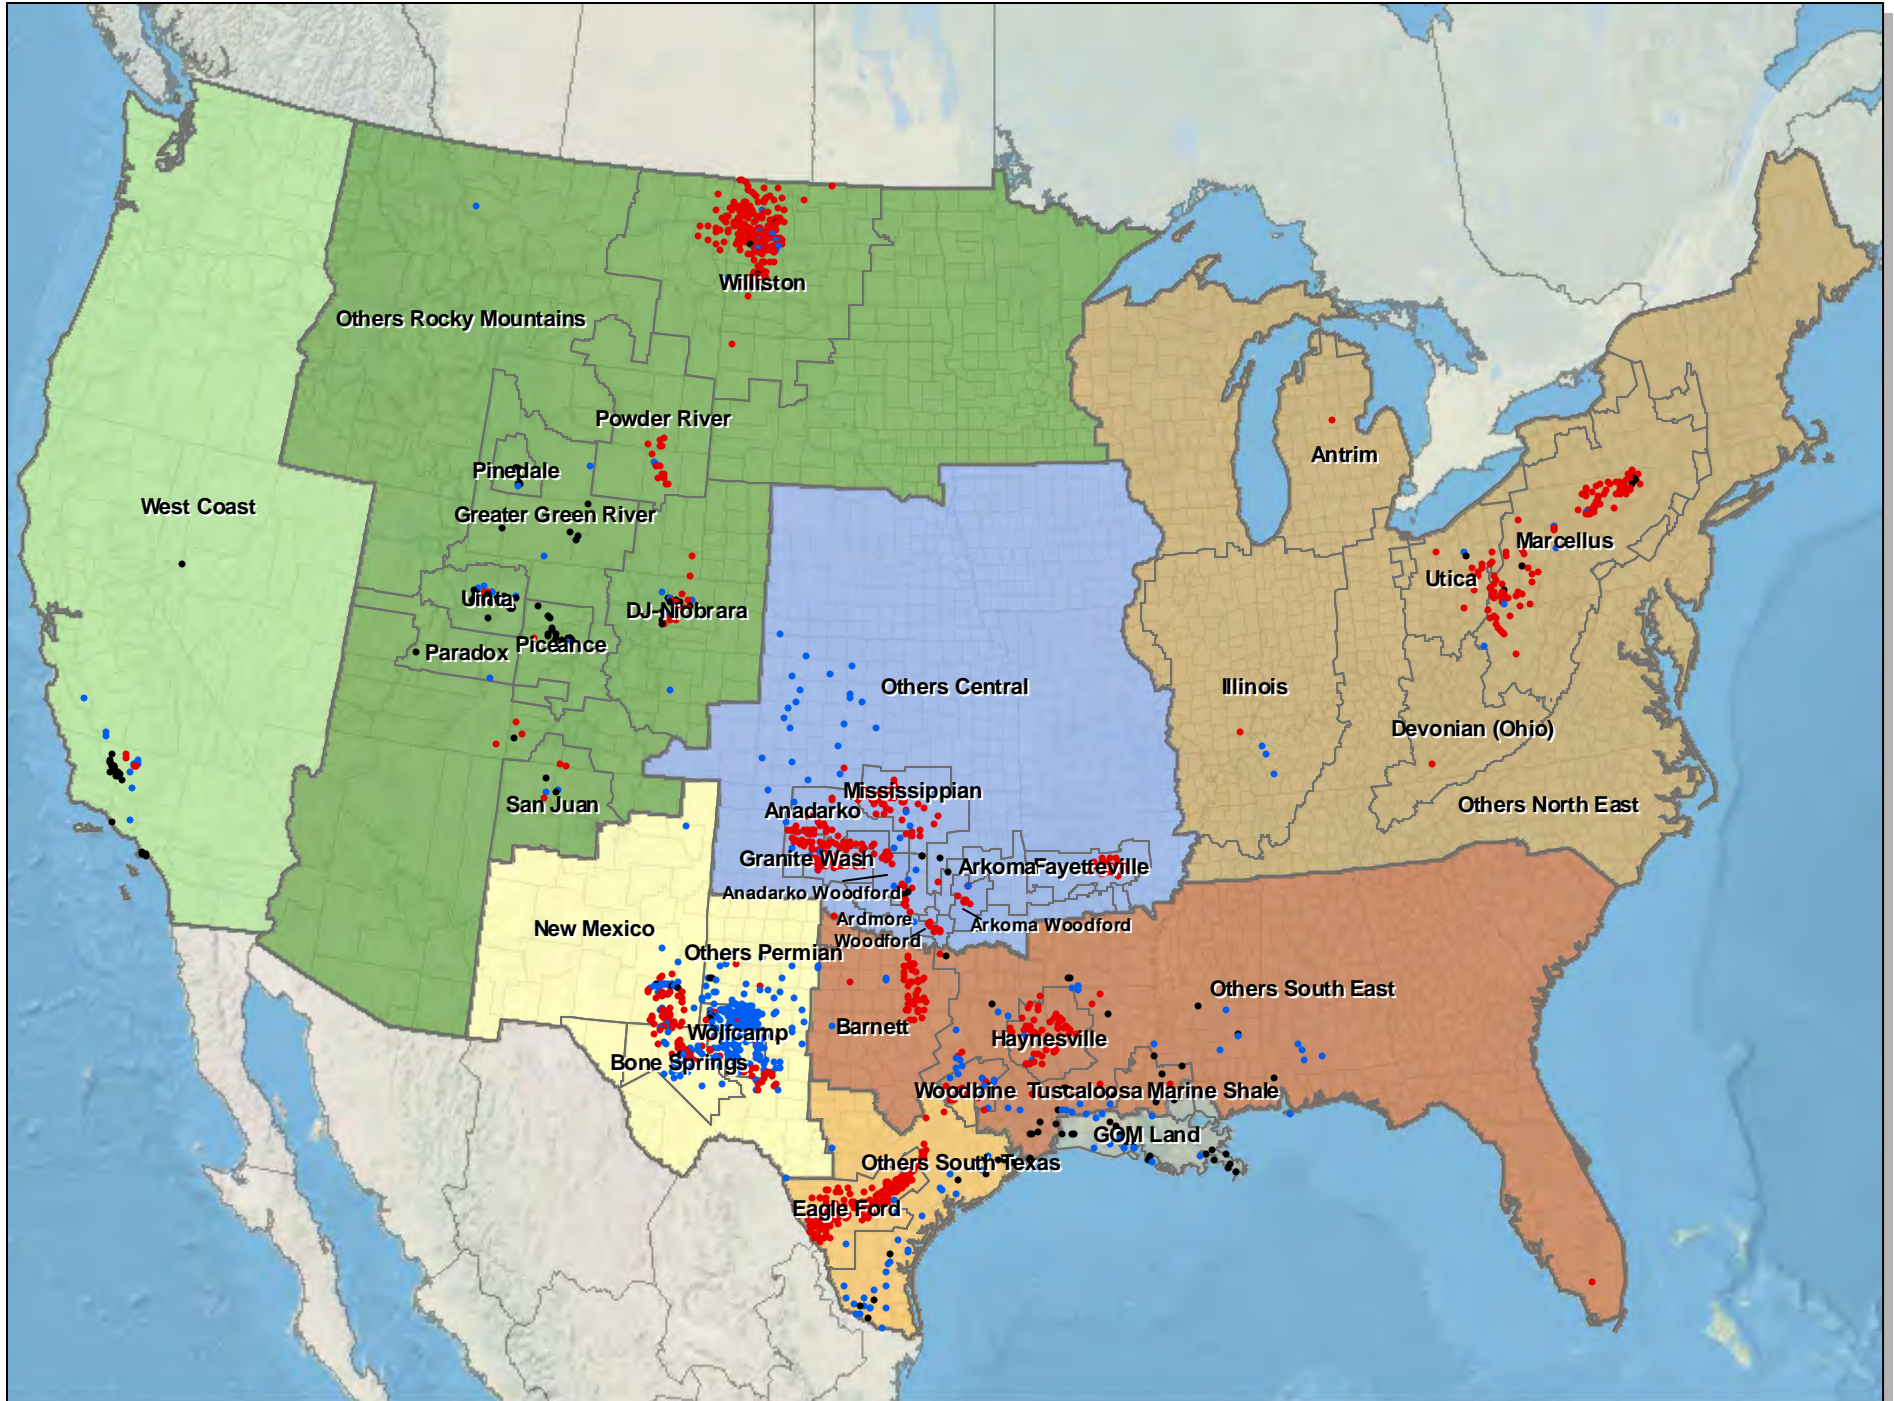 Williston
Others Rocky Mountains
Powder River
Antrim
Pinedale
West Coast
Greater Green River
Marcellus
Utica
Uinta
DJ-Niobrara
Piceance
Paradox
Others Central
Illinois
Devonian (Ohio)
Mississippian
San Juan
Anadarko
Others North East
Granite Wash
Arkoma
Fayetteville
Anadarko Woodford
Ardmore
Woodford
Arkoma Woodford
New Mexico
Others Permian
Others South East
Barnett
Wolfcamp
Haynesville
Bone Springs
Woodbine
Tuscaloosa Marine Shale
GOM Land
Others South Texas
Eagle Ford